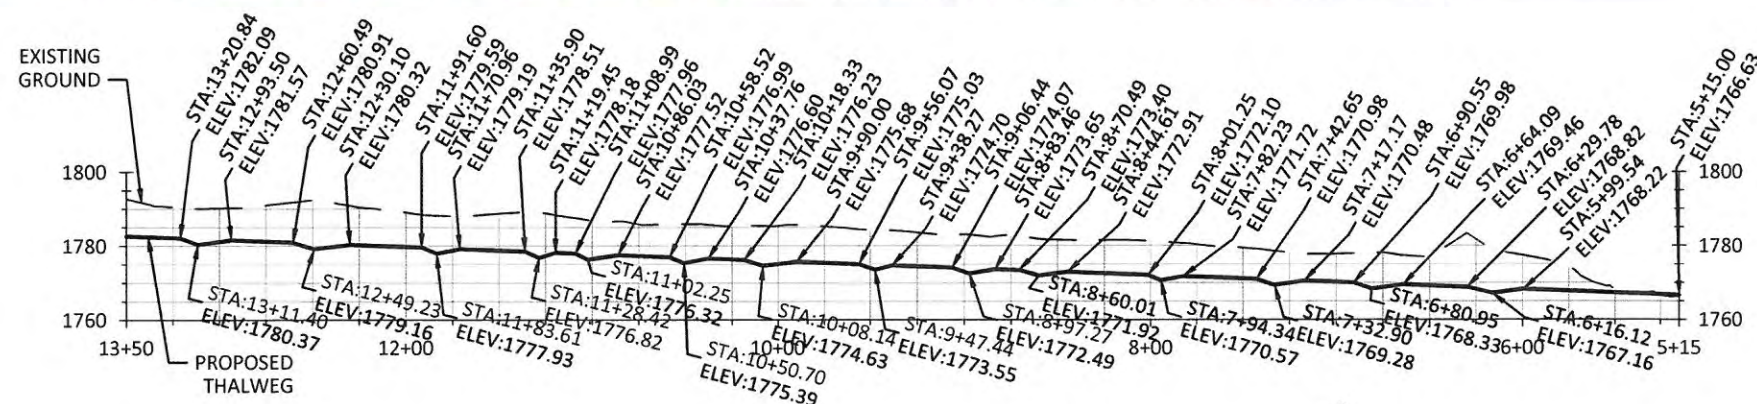 EXISTING
GROUND
STA:13+20.84
ELEV:1782.09
STA:12+93.50
ELEV:1781.57
STA:12+60.49
ELEV:1780.91
STA:12+30.10
ELEV:1780.32
STA:11+91.60
ELEV:1779.59
STA:11+70.96
ELEV:1779.19
STA:11+35.90
ELEV:1778.51
STA:11+19.45
ELEV:1778.18
STA:11+08.99
ELEV:1777.96
STA:10+86.03
ELEV:1777.52
STA:10+58.52
ELEV:1776.99
STA:10+37.76
ELEV:1776.60
STA:10+18.33
ELEV:1776.23
STA:9+90.00
ELEV:1775.68
STA:9+56.07
ELEV:1775.03
STA:9+38.27
ELEV:1774.70
STA:9+06.44
ELEV:1774.07
STA:8+83.46
ELEV:1773.65
STA:8+70.49
ELEV:1773.40
STA:8+44.61
ELEV:1772.91
STA:8+01.25
ELEV:1772.10
STA:7+82.23
ELEV:1771.72
STA:7+42.65
ELEV:1770.98
STA:7+17.17
ELEV:1770.48
STA:6+90.55
ELEV:1769.98
STA:6+64.09
ELEV:1769.46
STA:6+29.78
ELEV:1768.82
STA:5+99.54
ELEV:1768.22
STA:5+15.00
ELEV:1766.63
1800
1780
1760
1800
1780
1760
STA:13+11.40
ELEV:1780.37
STA:12+49.23
ELEV:1779.16
STA:11+83.61
ELEV:1777.93
STA:11+28.42
ELEV:1776.82
STA:11+02.25
ELEV:1776.32
STA:10+50.70
ELEV:1775.39
STA:10+08.14
ELEV:1774.63
STA:9+47.44
ELEV:1773.55
STA:8+97.27
ELEV:1772.49
STA:8+60.01
ELEV:1771.92
STA:7+94.34
ELEV:1770.57
STA:7+32.90
ELEV:1769.28
STA:6+80.95
ELEV:1768.33
STA:6+16.12
ELEV:1767.16
13+50
12+00
10+00
8+00
6+00
5+15
PROPOSED
THALWEG